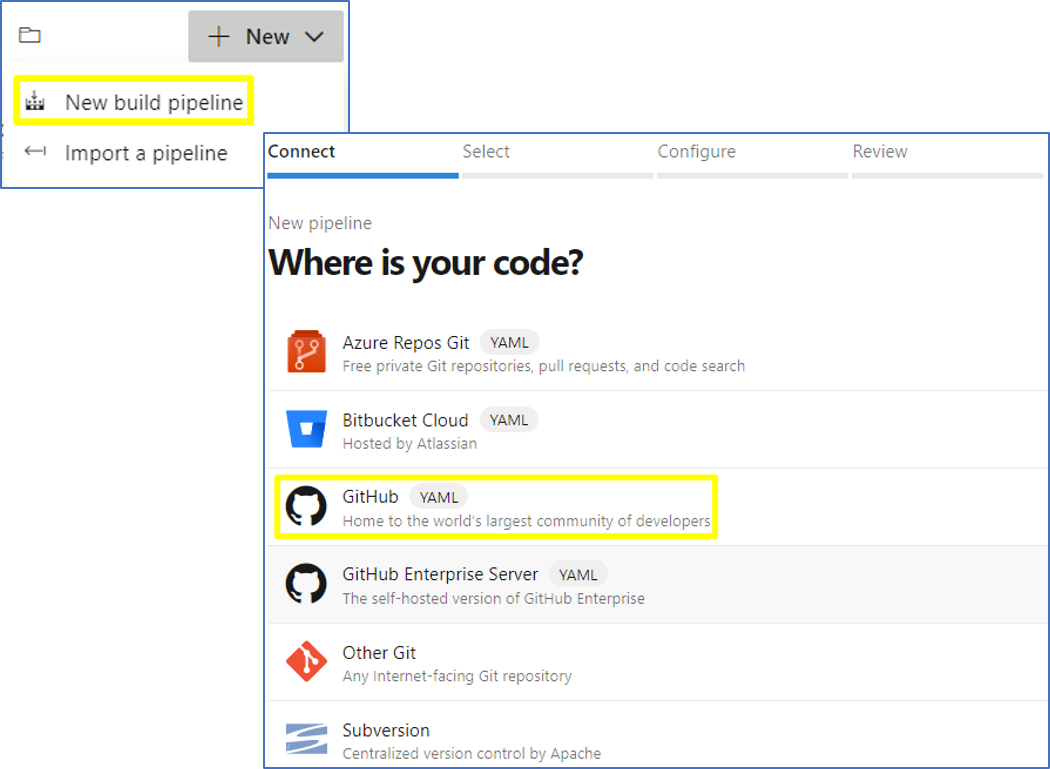 New
New build pipeline
Import a pipeline
Connect Select Configure Review
New pipeline
Where is your code?
Azure Repos Git YAML
Free private Git repositories, pull requests, and code search
Bitbucket Cloud YAML
Hosted by Atlassian
GitHub YAML
Home to the world's largest community of developers
GitHub Enterprise Server YAML
The self-hosted version of GitHub Enterprise
Other Git
Any Internet-facing Git repository
Subversion
Centralized version control by Apache